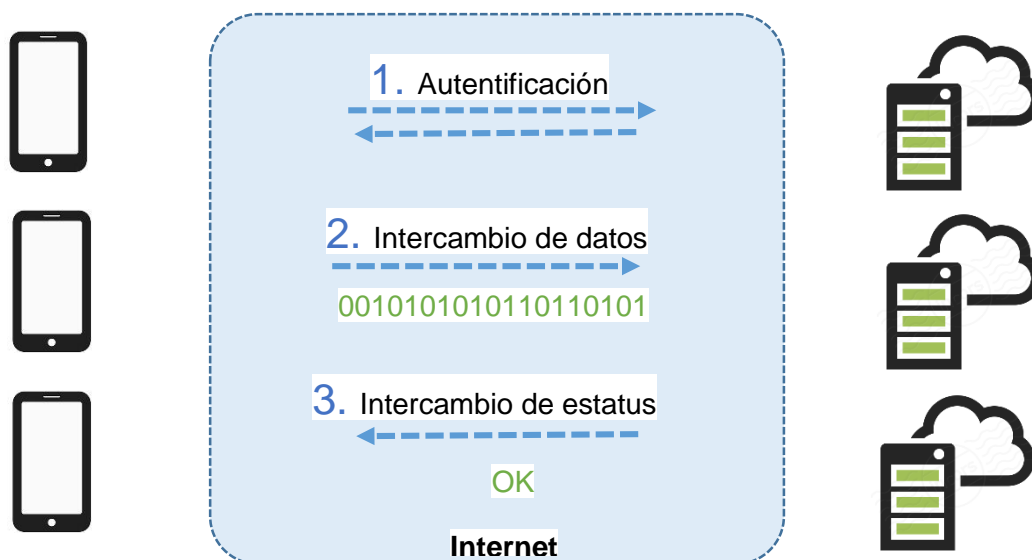 1. Autentificación
2. Intercambio de datos
0010101010110110101
3. Intercambio de estatus
OK
Internet